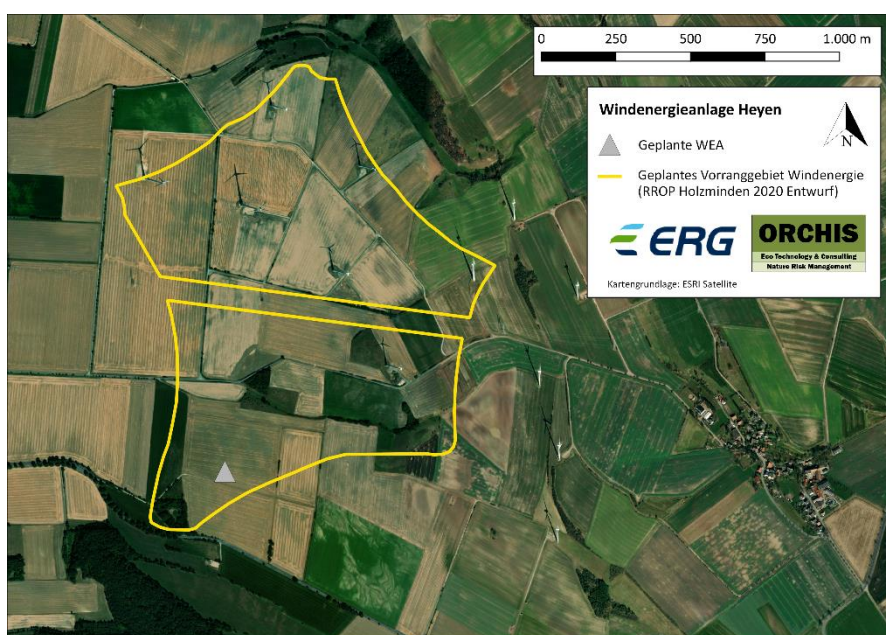 0 250 500 750 1.000 m
Windenergieanlage Heyen
N
Geplante WEA
Geplantes Vorranggebiet Windenergie
(RROP Holzminden 2020 Entwurf)
ERG
ORCHIS
Eco Technology & Consulting
Nature Risk Management
Kartengrundlage: ESRI Satellite